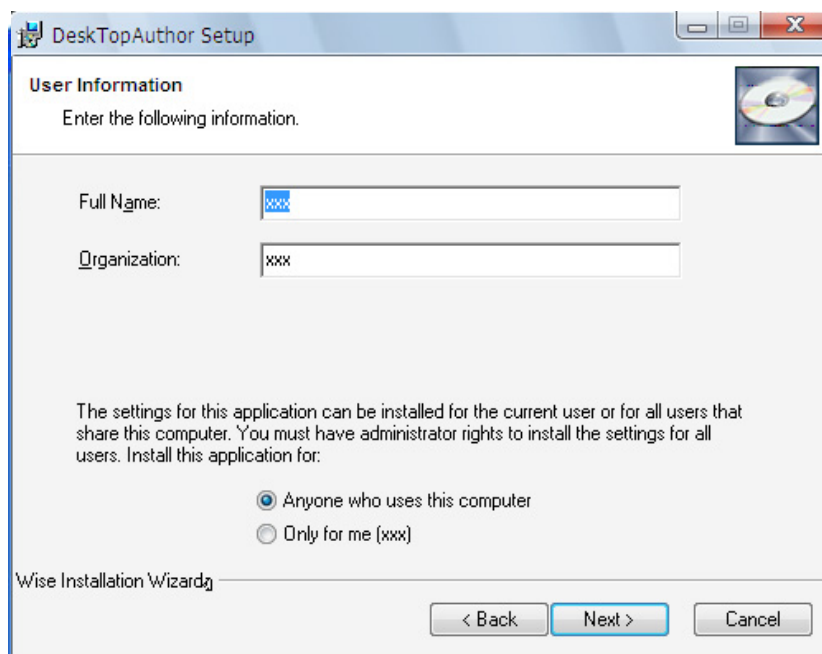 DeskTopAuthor Setup
User Information
Enter the following information.
Full Name:
xxx
Organization:
xxx
The settings for this application can be installed for the current user or for all users that
share this computer. You must have administrator rights to install the settings for all
users. Install this application for:
Anyone who uses this computer
Only for me (xxx)
Wise Installation Wizard
< Back
Next >
Cancel